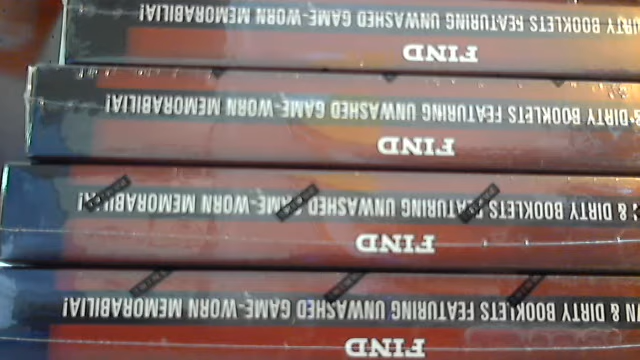 FIND
N & DIRTY BOOKLETS FEATURING UNWASHED GAME-WORN MEMORABILIA!
FIND
& DIRTY BOOKLETS FEATURING UNWASHED GAME-WORN MEMORABILIA!
FIND
& DIRTY BOOKLETS FEATURING UNWASHED GAME-WORN MEMORABILIA!
FIND
DIRTY BOOKLETS FEATURING UNWASHED GAME-WORN MEMORABILIA!